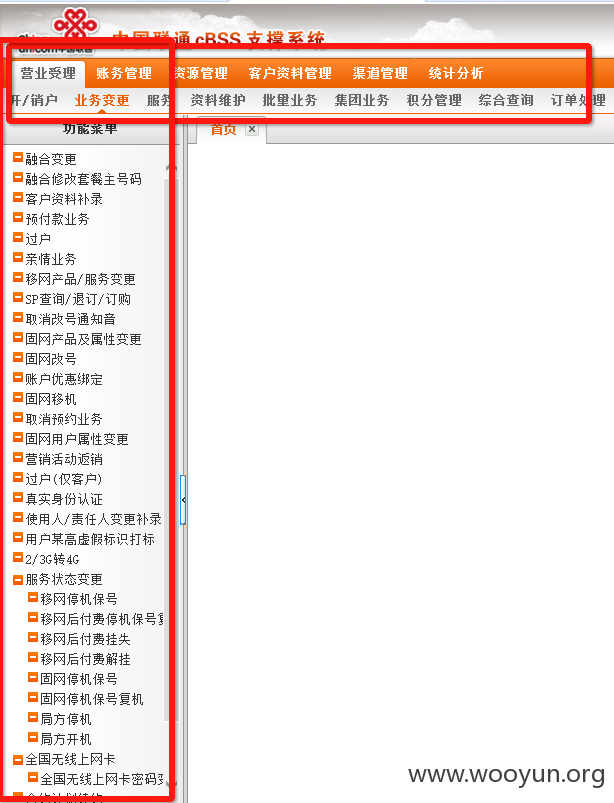 中国联通 cBSS 支撑系统
营业受理 账务管理 资源管理 客户资料管理 渠道管理 统计分析
开/销户 业务变更 服务 资料维护 批量业务 集团业务 积分管理 综合查询 订单处理
功能菜单 首页
融合变更
融合修改套餐主号码
客户资料补录
预付款业务
过户
亲情业务
移网产品/服务变更
SP查询/退订/订购
取消改号通知音
固网产品及属性变更
固网改号
账户优惠绑定
固网移机
取消预约业务
固网用户属性变更
营销活动返销
过户(仅客户)
真实身份认证
使用人/责任人变更补录
用户某高虚假标识打标
2/3G转4G
服务状态变更
移网停机保号
移网后付费停机保号复
移网后付费挂失
移网后付费解挂
固网停机保号
固网停机保号复机
局方停机
局方开机
全国无线上网卡
全国无线上网卡密码变
www.wooyun.org